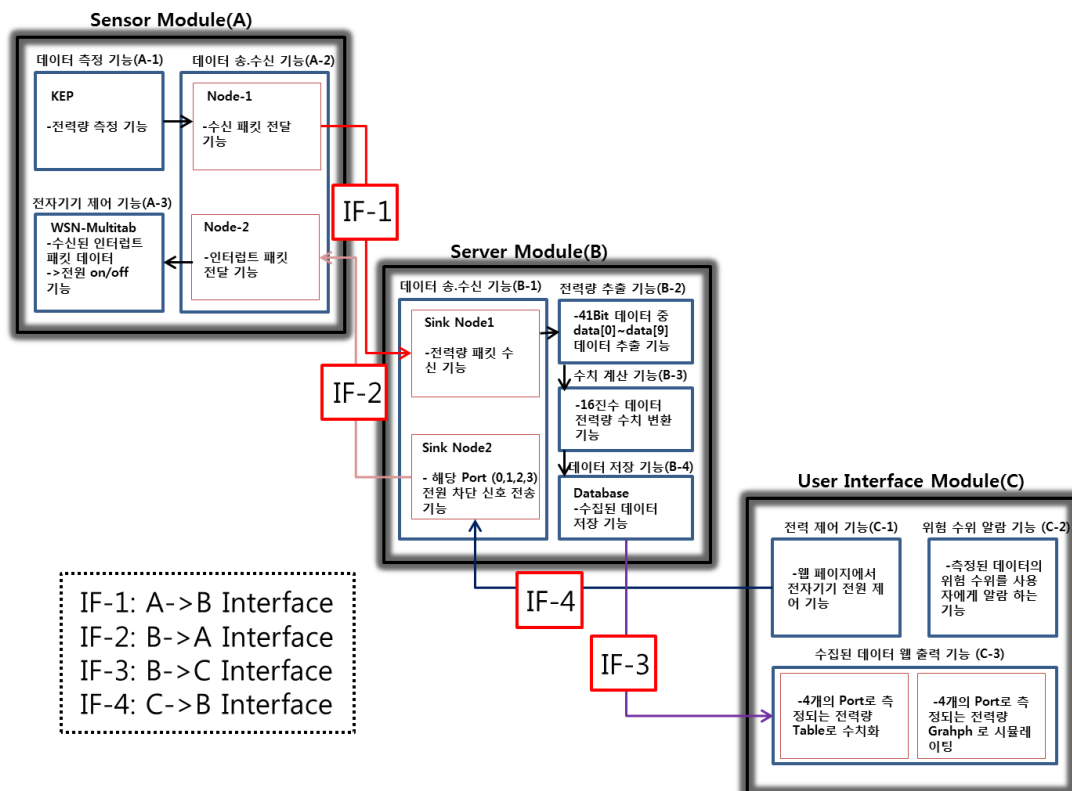 Sensor Module(A)
데이터 측정 기능(A-1)
KEP
-전력량 측정 기능
데이터 송.수신 기능(A-2)
Node-1
-수신 패킷 전달
기능
전자기기 제어 기능(A-3)
WSN-Multitab
-수신된 인터럽트
패킷 데이터
->전원 on/off
기능
Node-2
-인터럽트 패킷
전달 기능
IF-1
IF-2
Server Module(B)
데이터 송.수신 기능(B-1)
Sink Node1
-전력량 패킷 수
신 기능
Sink Node2
- 해당 Port (0,1,2,3)
전원 차단 신호 전송
기능
전력량 추출 기능(B-2)
-41Bit 데이터 중
data[0]~data[9]
데이터 추출 기능
수치 계산 기능(B-3)
-16진수 데이터
전력량 수치 변환
기능
데이터 저장 기능(B-4)
Database
-수집된 데이터
저장 기능
IF-4
IF-3
User Interface Module(C)
전력 제어 기능(C-1)
-웹 페이지에서
전자기기 전원 제
어 기능
위험 수위 알람 기능 (C-2)
-측정된 데이터의
위험 수위를 사용
자에게 알람 하는
기능
수집된 데이터 웹 출력 기능 (C-3)
-4개의 Port로 측
정되는 전력량
Table로 수치화
-4개의 Port로 측
정되는 전력량
Grahph 로 시뮬레
이팅
IF-1: A->B Interface
IF-2: B->A Interface
IF-3: B->C Interface
IF-4: C->B Interface